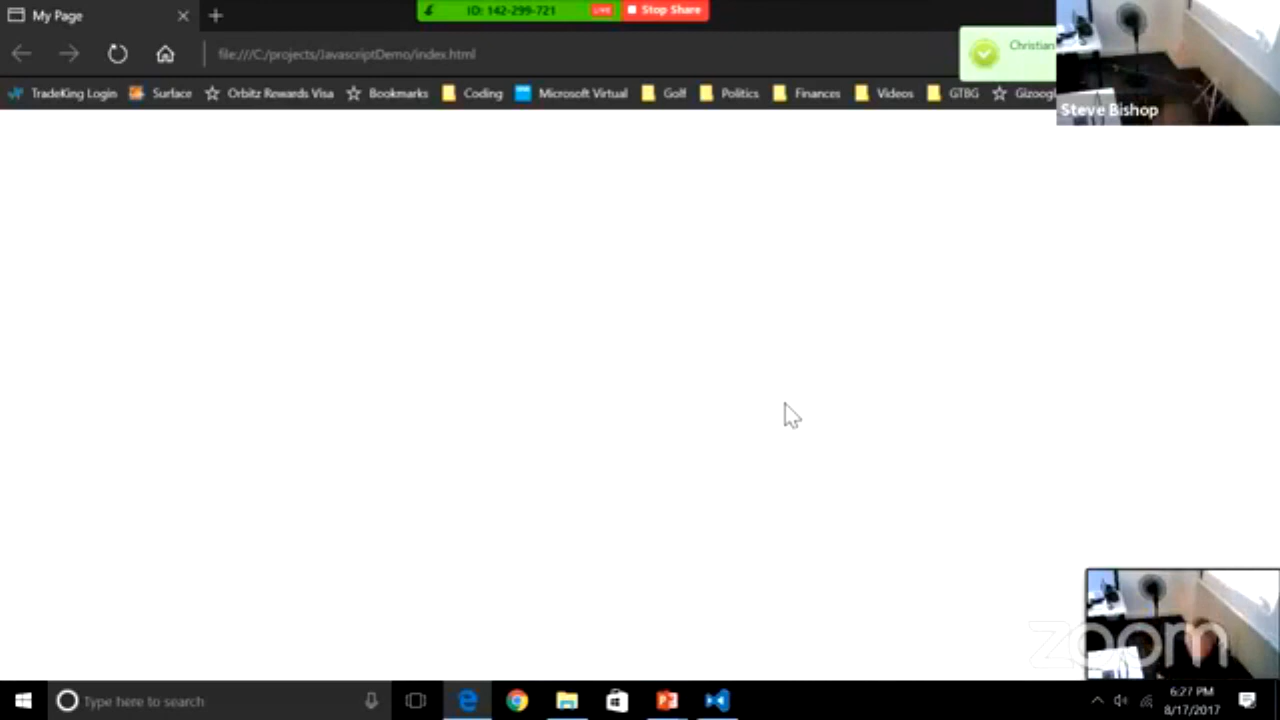 My Page
ID: 142-299-721 LIVE Stop Share
file:///C:/projects/JavascriptDemo/index.html
Christian
TradeKing Login Surface Orbitz Rewards Visa Bookmarks Coding Microsoft Virtual Golf Politics Finances Videos GTBG Gizoogl
Steve Bishop
zoom
Type here to search
6:27 PM
8/17/2017